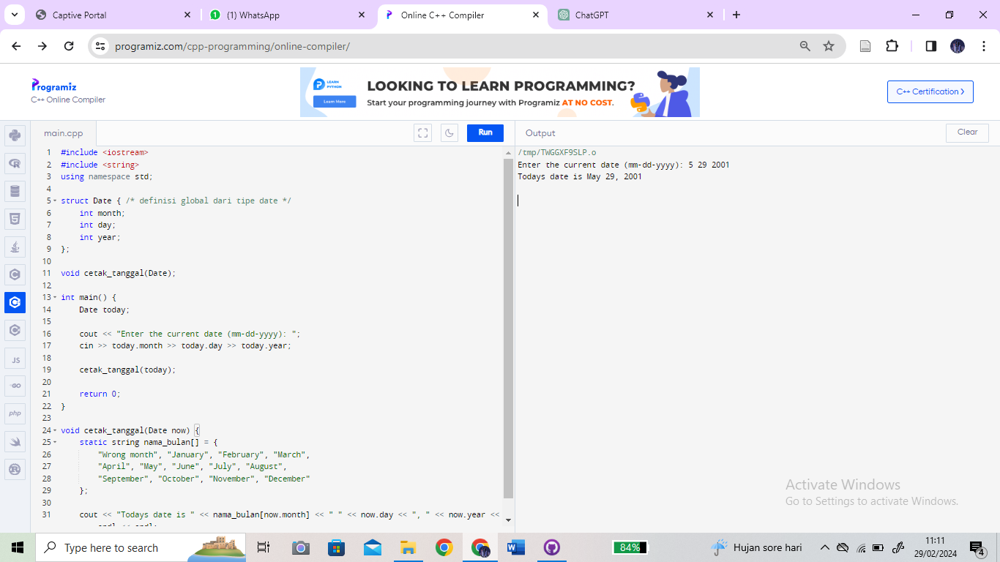 Captive Portal
1
(1) WhatsApp
Online C++ Compiler
ChatGPT
programiz.com/cpp-programming/online-compiler/
Programiz
C++ Online Compiler
LEARN PYTHON
Learn More
LOOKING TO LEARN PROGRAMMING?
Start your programming journey with Programiz AT NO COST.
C++ Certification >
main.cpp
Run
Output
Clear
JS
GO
php
1 #include <iostream>
2 #include <string>
3 using namespace std;
4
5 struct Date { /* definisi global dari tipe date */
6 int month;
7 int day;
8 int year;
9 };
10
11 void cetak_tanggal(Date);
12
13 int main() {
14 Date today;
15
16 cout << "Enter the current date (mm-dd-yyyy): ";
17 cin >> today.month >> today.day >> today.year;
18
19 cetak_tanggal(today);
20
21 return 0;
22 }
23
24 void cetak_tanggal(Date now) {
25 static string nama_bulan[] = {
26 "Wrong month", "January", "February", "March",
27 "April", "May", "June", "July", "August",
28 "September", "October", "November", "December"
29 };
30
31 cout << "Todays date is " << nama_bulan[now.month] << " " << now.day << ", " << now.year <<
/tmp/TWGGXF9SLP.o
Enter the current date (mm-dd-yyyy): 5 29 2001
Todays date is May 29, 2001
Activate Windows
Go to Settings to activate Windows.
Type here to search
84%
Hujan sore hari
11:11
29/02/2024
4